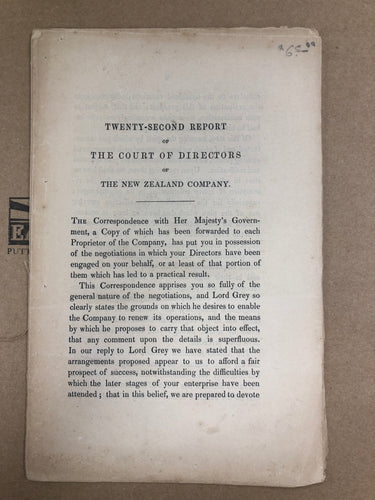 TWENTY-SECOND REPORT
OF
THE COURT OF DIRECTORS
OF
THE NEW ZEALAND COMPANY.
THE Correspondence with Her Majesty's Govern-
ment, a Copy of which has been forwarded to each
Proprietor of the Company, has put you in possession
of the negotiations in which your Directors have
been engaged on your behalf, or at least of that portion of
them which has led to a practical result.
This Correspondence apprises you so fully of the
general nature of the negotiations, and Lord Grey so
clearly states the grounds on which he desires to enable
the Company to renew its operations, and the means
by which he proposes to carry that object into effect,
that any comment upon the details is superfluous.
In our reply to Lord Grey we have stated that the
arrangements proposed appear to us to afford a fair
prospect of success, notwithstanding the difficulties by
which the later stages of your enterprise have been
attended; that in this belief, we are prepared to devote